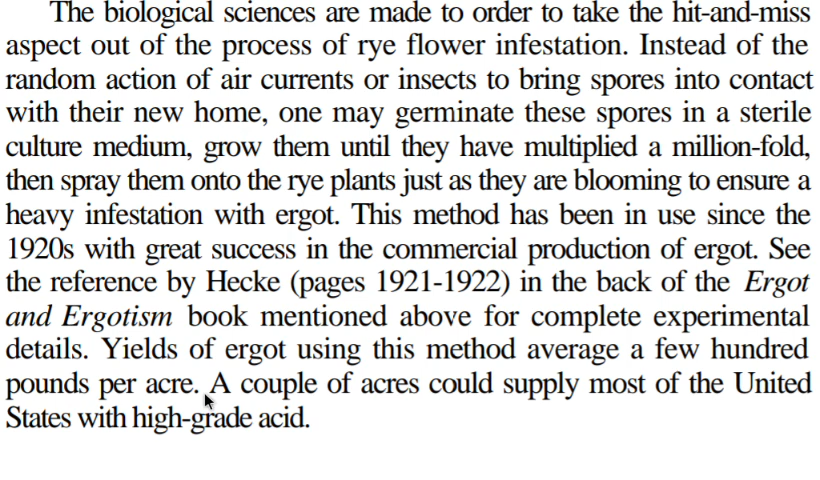 The biological sciences are made to order to take the hit-and-miss
aspect out of the process of rye flower infestation. Instead of the
random action of air currents or insects to bring spores into contact
with their new home, one may germinate these spores in a sterile
culture medium, grow them until they have multiplied a million-fold,
then spray them onto the rye plants just as they are blooming to ensure a
heavy infestation with ergot. This method has been in use since the
1920s with great success in the commercial production of ergot. See
the reference by Hecke (pages 1921-1922) in the back of the Ergot
and Ergotism book mentioned above for complete experimental
details. Yields of ergot using this method average a few hundred
pounds per acre. A couple of acres could supply most of the United
States with high-grade acid.